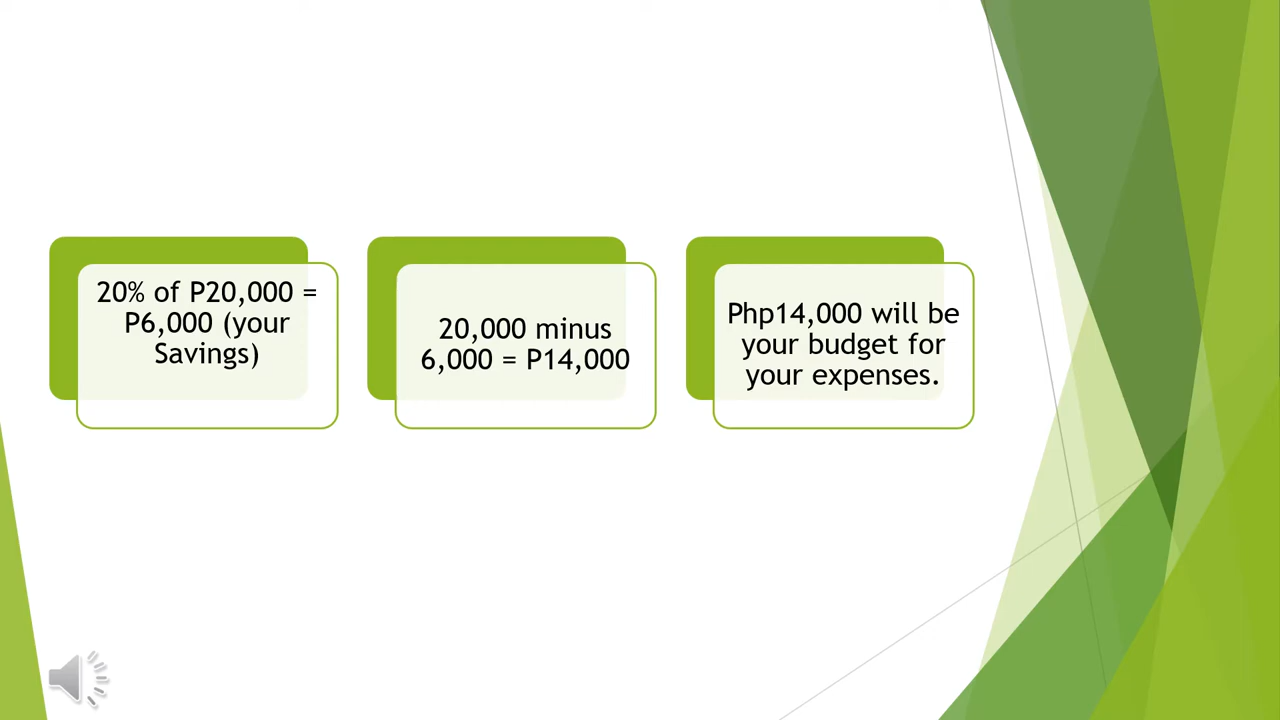 20% of P20,000 =
P6,000 (your
Savings)
20,000 minus
6,000 = P14,000
Php14,000 will be
your budget for
your expenses.